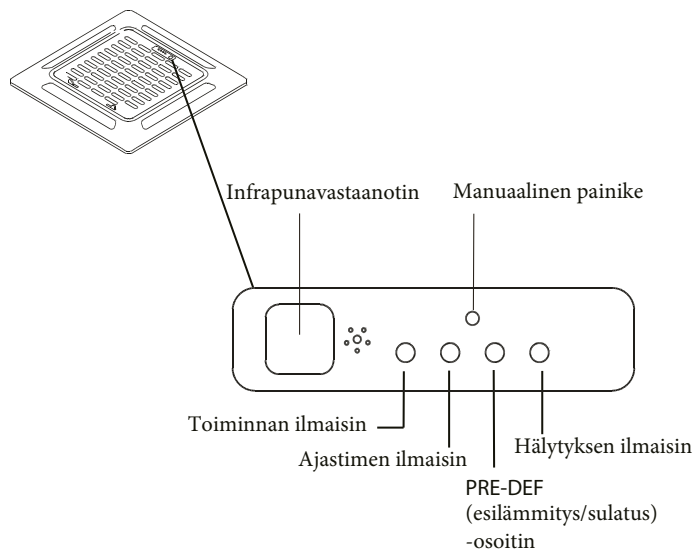 Infrapunavastaanotin
Manuaalinen painike
Toiminnan ilmaisin
Ajastimen ilmaisin
Hälytyksen ilmaisin
PRE-DEF
(esilämmitys/sulatus)
-osoitin